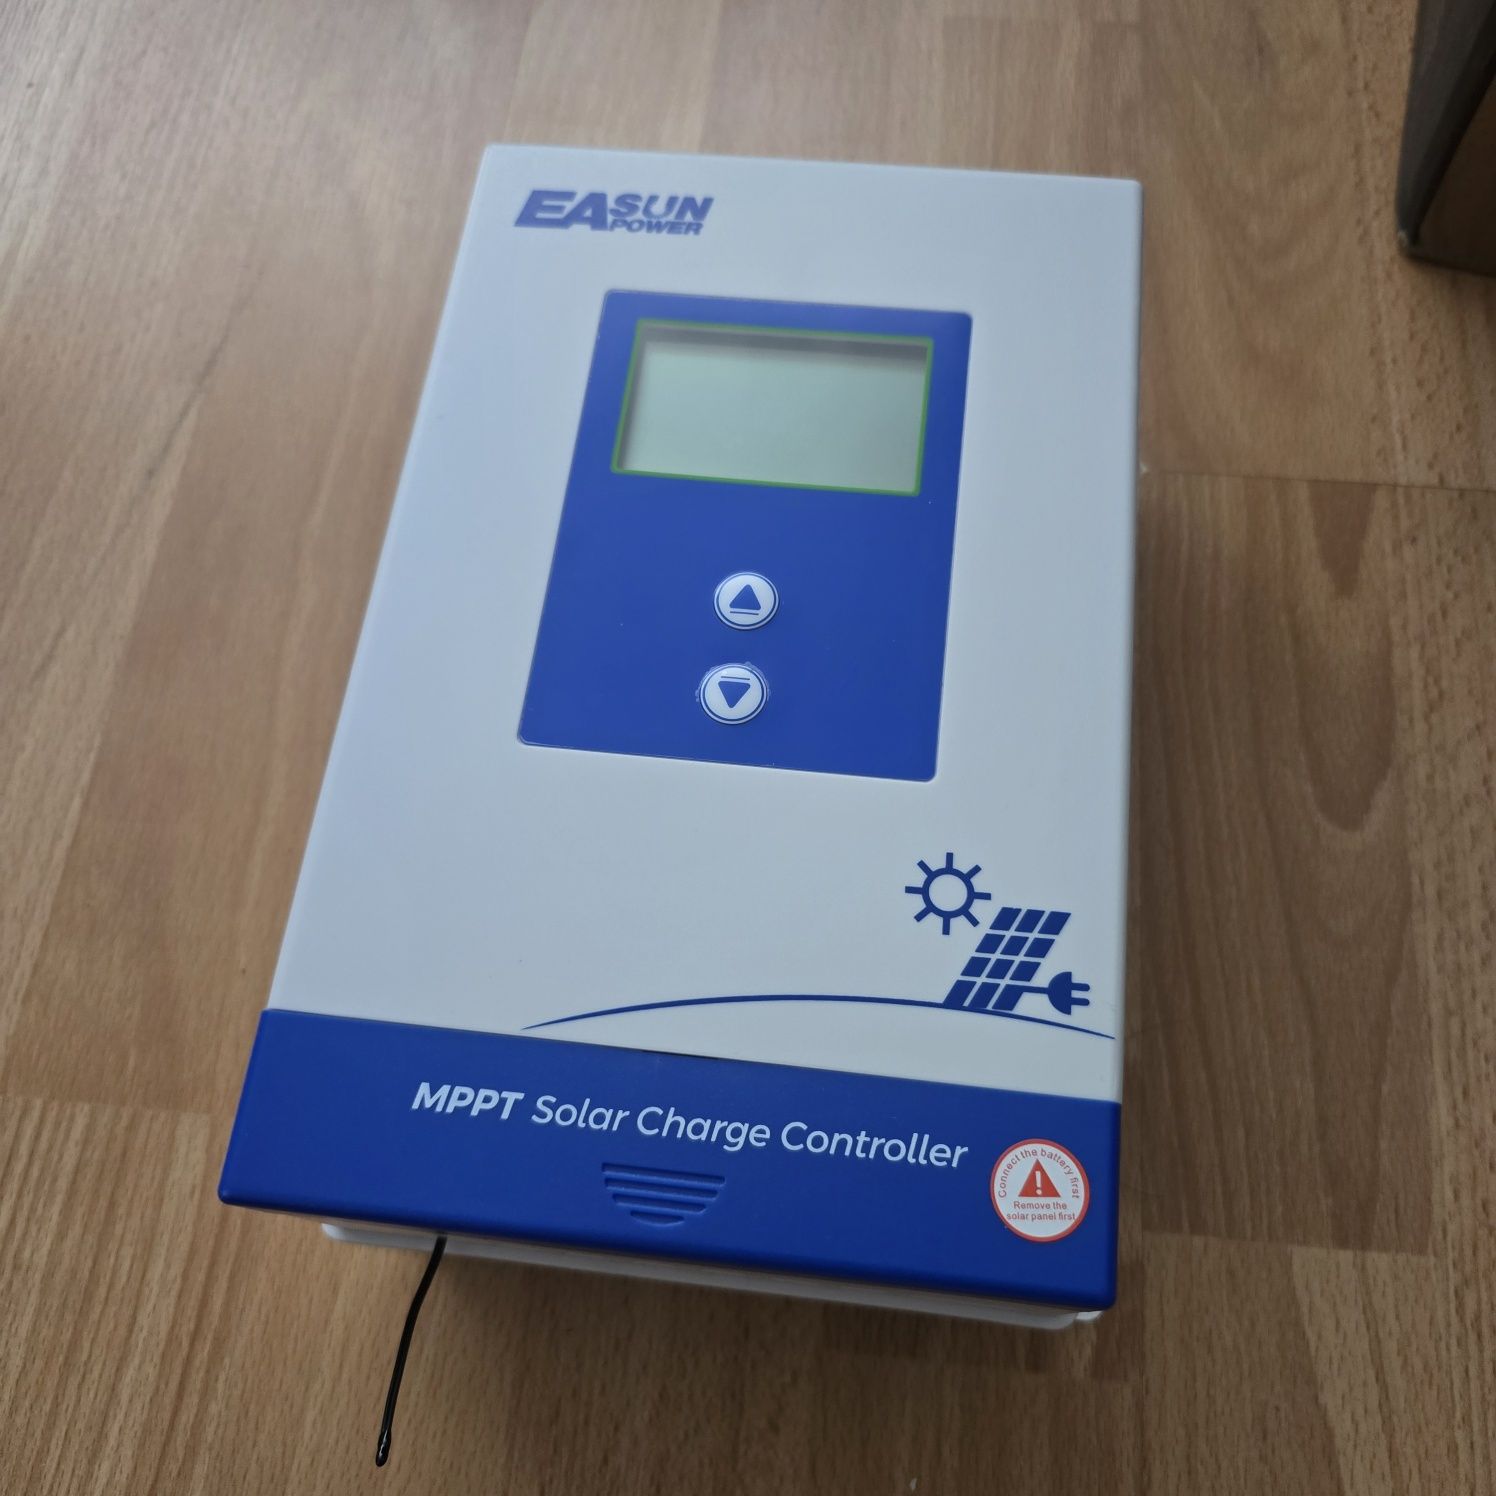 EASUN
POWER
MPPT Solar Charge Controller
Connect the battery first
Remove the
solar panel first